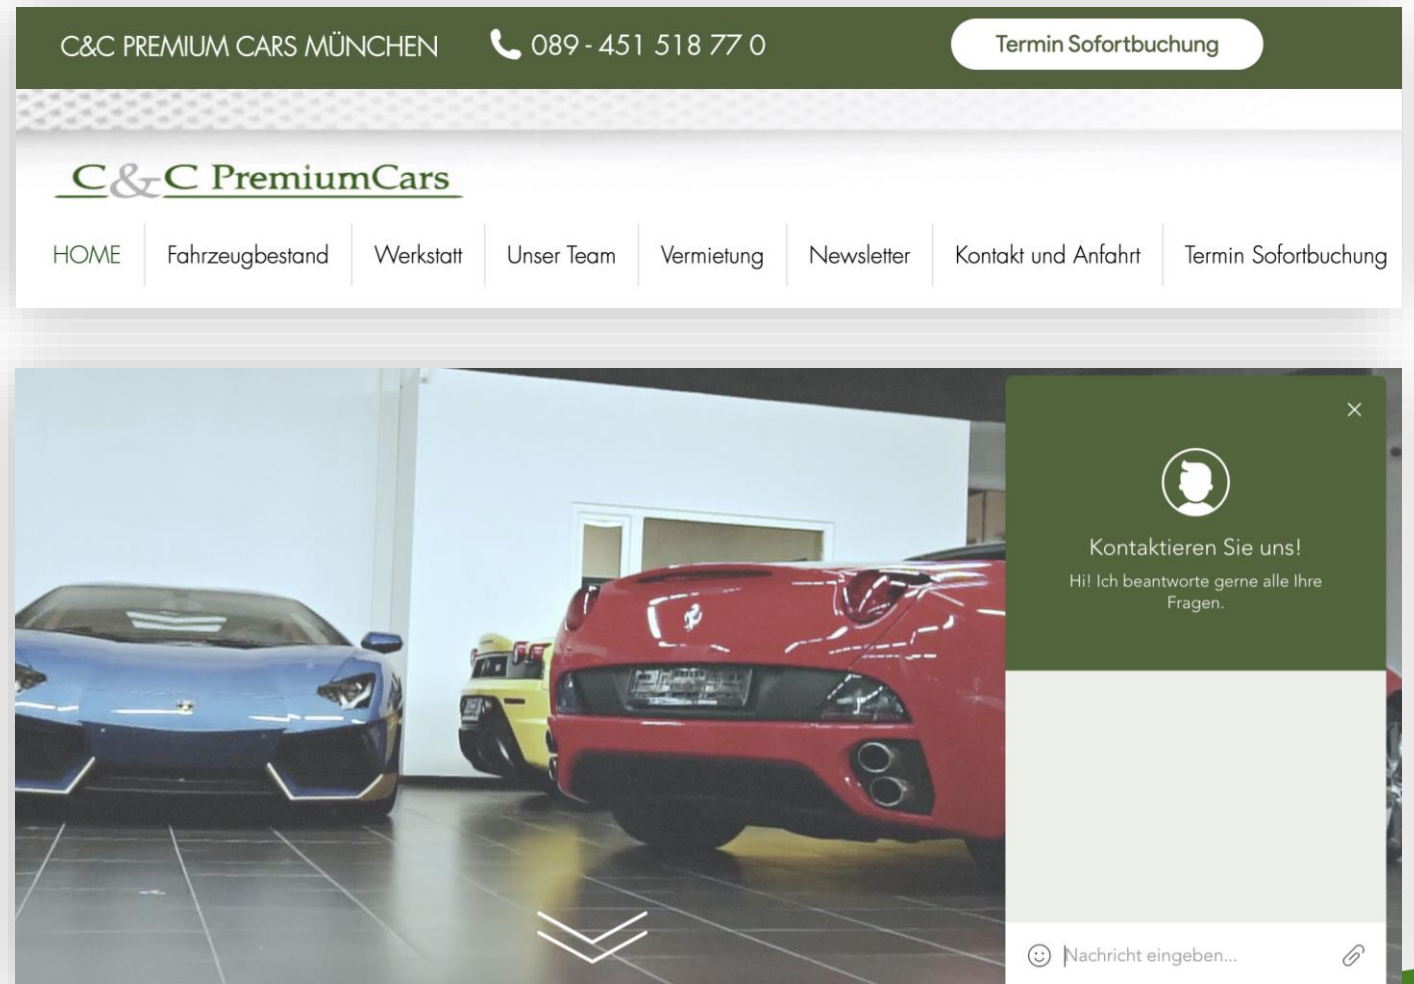 C&C PREMIUM CARS MÜNCHEN
089 - 451 518 77 0
Termin Sofortbuchung
C&C PremiumCars
HOME
Fahrzeugbestand
Werkstatt
Unser Team
Vermietung
Newsletter
Kontakt und Anfahrt
Termin Sofortbuchung
Kontaktieren Sie uns!
Hi! Ich beantworte gerne alle Ihre
Fragen.
Nachricht eingeben...